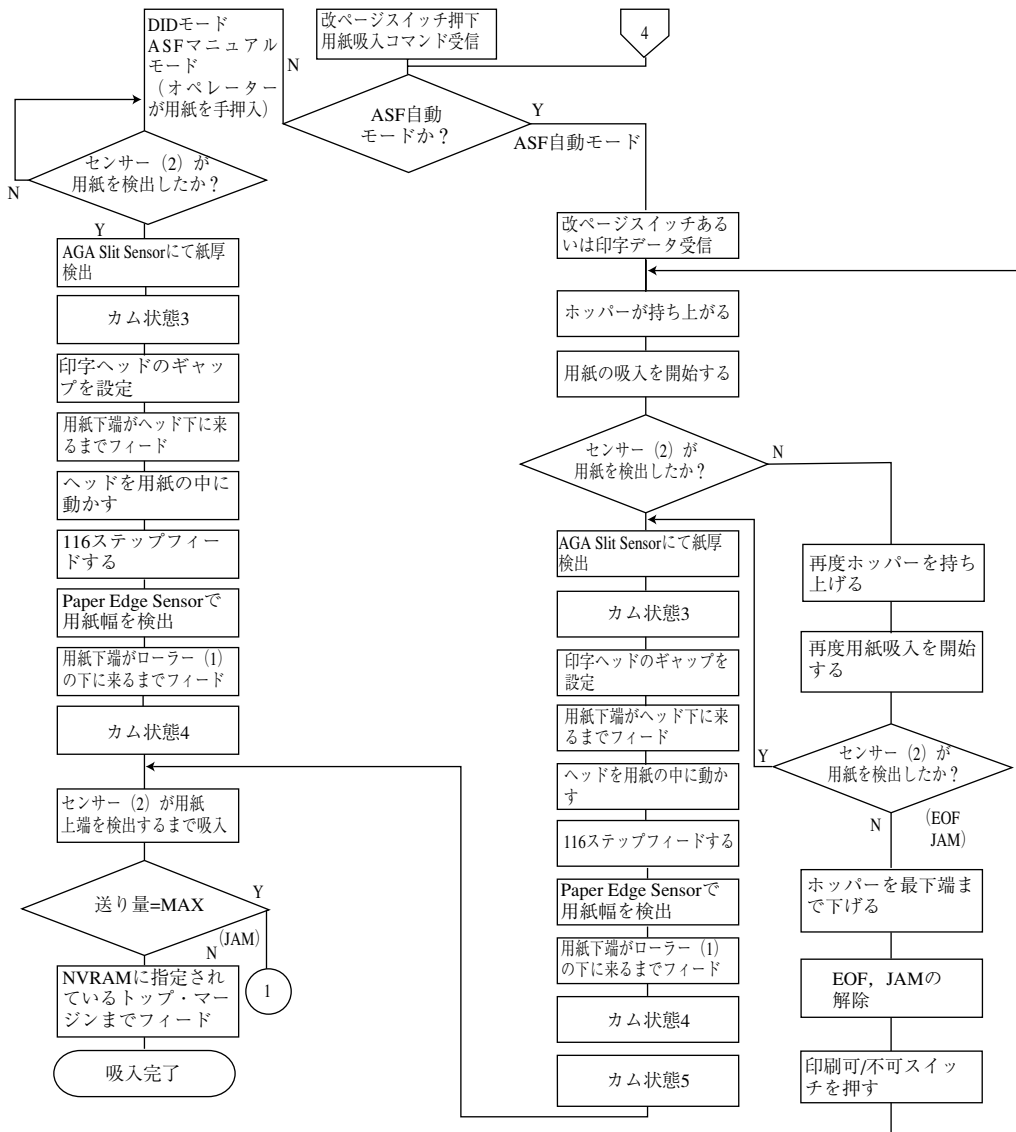 DIDモード
ASFマニュアル
モード
（オペレーター
が用紙を手押入）
N
センサー（2）が
用紙を検出したか？
N
Y
AGA Slit Sensorにて紙厚
検出
カム状態3
印字ヘッドのギャッ
プを設定
用紙下端がヘッド下に来
るまでフィード
ヘッドを用紙の中に
動かす
116ステップフィー
ドする
Paper Edge Sensorで
用紙幅を検出
用紙下端がローラー（1）
の下に来るまでフィード
カム状態4
センサー（2）が用紙
上端を検出するまで吸入
送り量=MAX
Y
(JAM)
N
1
NVRAMに指定され
ているトップ・マー
ジンまでフィード
吸入完了
改ページスイッチ押下
用紙吸入コマンド受信
4
ASF自動
モードか？
Y
ASF自動モード
改ページスイッチある
いは印字データ受信
ホッパーが持ち上がる
用紙の吸入を開始する
センサー（2）が
用紙を検出したか？
N
AGA Slit Sensorにて紙厚
検出
カム状態3
印字ヘッドのギャップを
設定
用紙下端がヘッド下に来
るまでフィード
ヘッドを用紙の中に動か
す
116ステップフィードする
Paper Edge Sensorで
用紙幅を検出
用紙下端がローラー（1）
の下に来るまでフィード
カム状態4
カム状態5
再度ホッパーを持ち
上げる
再度用紙吸入を開始
する
センサー（2）が
用紙を検出したか？
Y
N
(EOF
JAM)
ホッパーを最下端ま
で下げる
EOF，JAMの
解除
印刷可/不可スイッ
チを押す